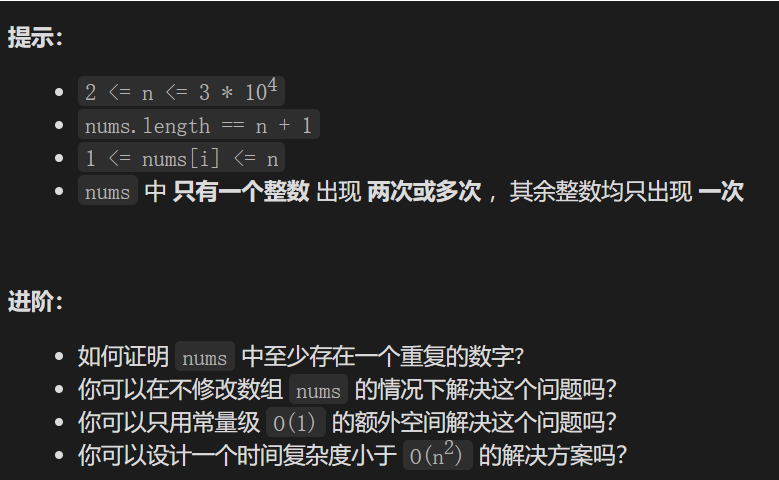 提示：
2 <= n <= 3 * 10⁴
nums.length == n + 1
1 <= nums[i] <= n
nums 中 只有一个整数 出现 两次或多次 ，其余整数均只出现 一次
进阶：
如何证明 nums 中至少存在一个重复的数字?
你可以在不修改数组 nums 的情况下解决这个问题吗？
你可以只用常量级 O(1) 的额外空间解决这个问题吗？
你可以设计一个时间复杂度小于 O(n²) 的解决方案吗？